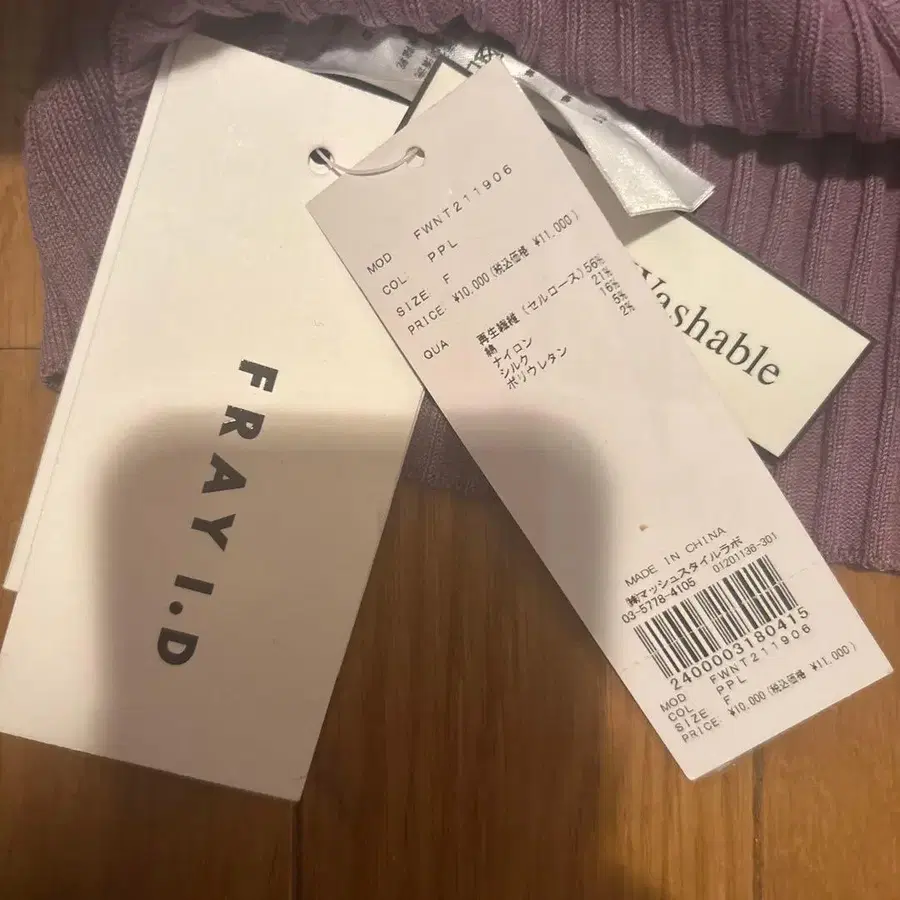 FRAY I.D
MOD FWNT211906
COL: PPL
SIZE: F
PRICE: ¥10,000(税込価格 ¥11,000)
QUA 再生繊維(セルロース)56%
綿 21%
ナイロン 16%
シルク 5%
ポリウレタン 2%
Washable
MADE IN CHINA
㈱マッシュスタイルラボ
03-5778-4105 01201136-301
2400003180415
MOD FWNT211906
COL PPL
SIZE F
PRICE ¥10,000(税込価格 ¥11,000)